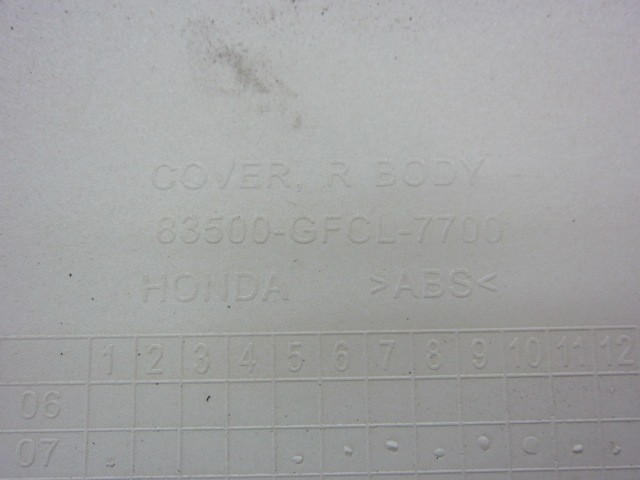 COVER, R BODY
83500-GFCL-7700
HONDA >ABS<
1 2 3 4 5 6 7 8 9 10 11 12
06
07